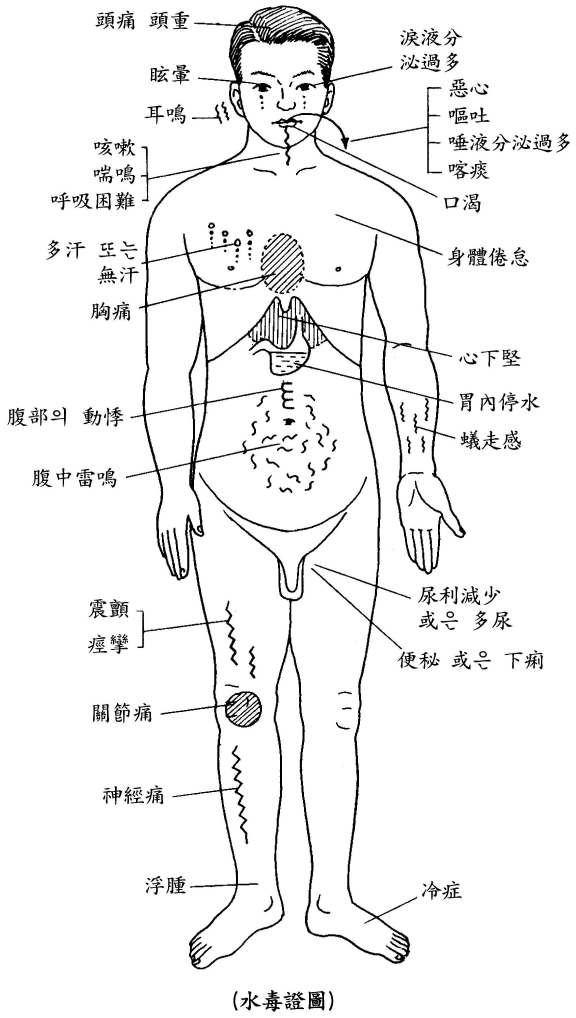 頭痛 頭重
淚液分
泌過多
眩暈
耳鳴
惡心
嘔吐
唾液分泌過多
喀痰
咳嗽
喘鳴
呼吸困難
口渴
多汗 또는
無汗
身體倦怠
胸痛
心下堅
胃內停水
腹部의 動悸
蟻走感
腹中雷鳴
尿利減少
或은 多尿
震顫
痙攣
便秘 或은 下痢
關節痛
神經痛
浮腫
冷症
(水毒證圖)